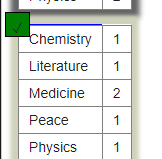 Chemistry 1
Literature 1
Medicine 2
Peace 1
Physics 1